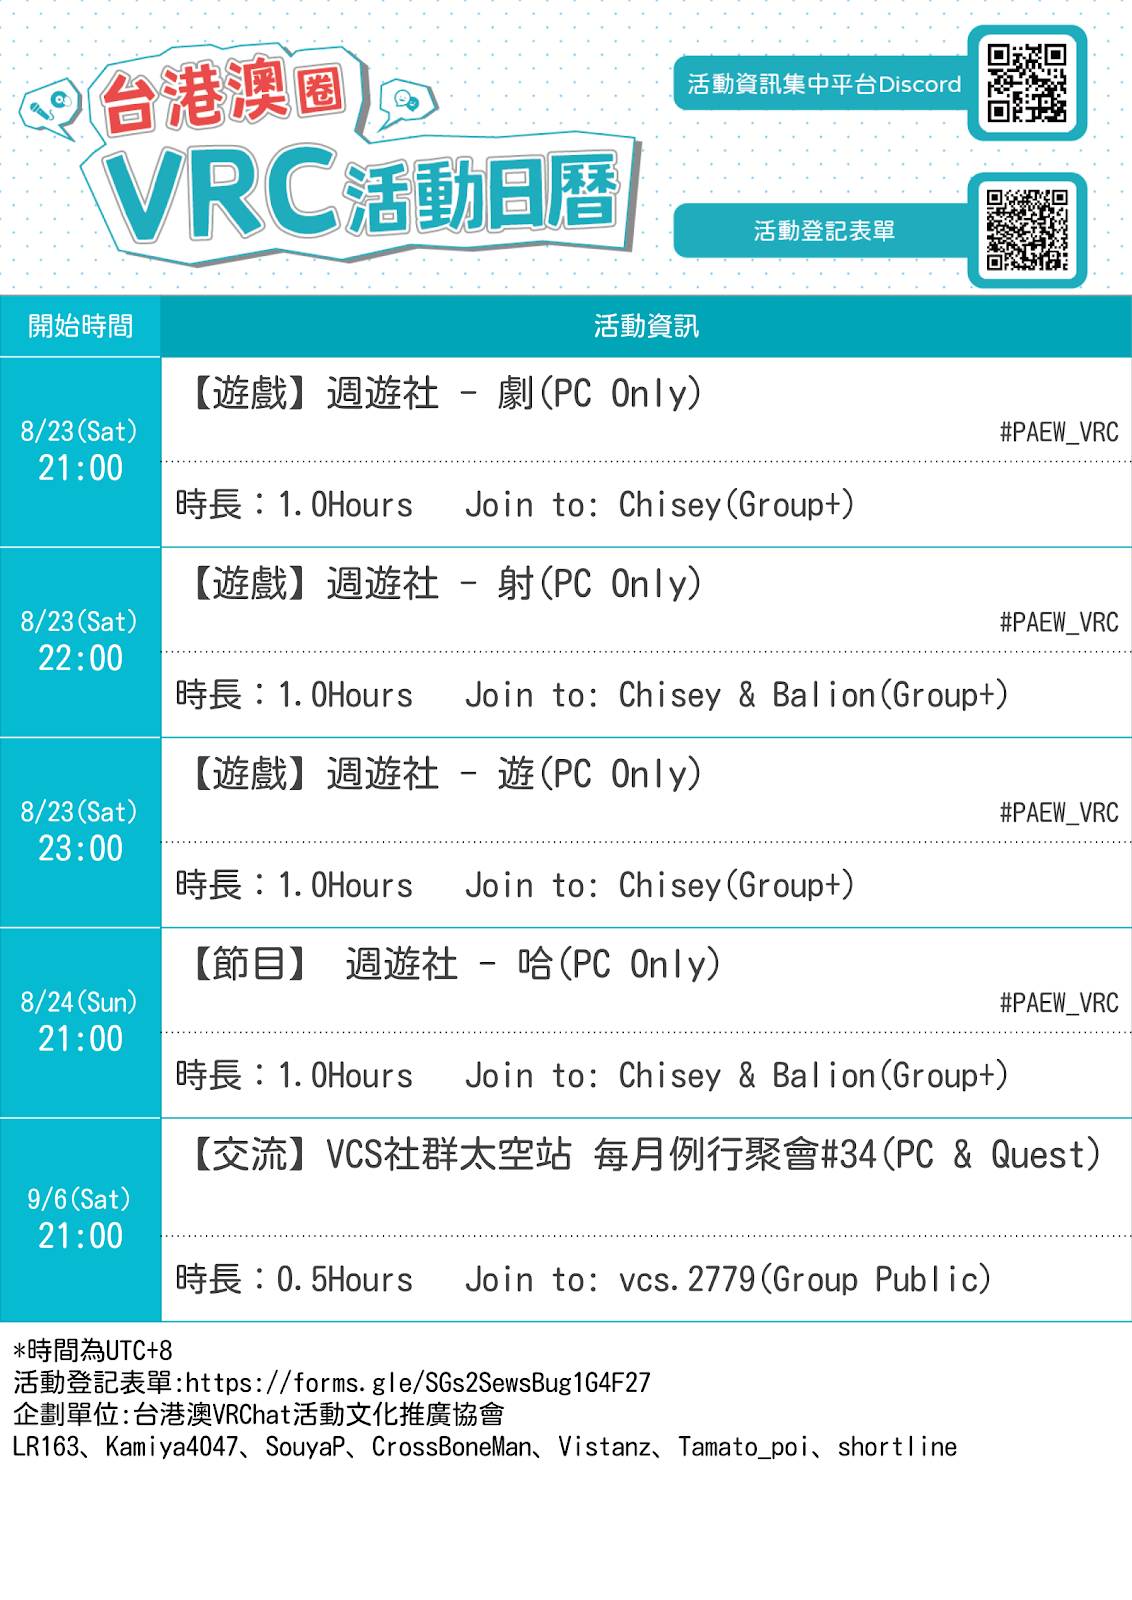 台港澳圈
VRC活動日曆
活動資訊集中平台Discord
活動登記表單
開始時間
活動資訊
8/23(Sat)
21:00
【遊戲】週遊社 - 劇(PC Only)
#PAEW_VRC
時長：1.0Hours Join to: Chisey(Group+)
8/23(Sat)
22:00
【遊戲】週遊社 - 射(PC Only)
#PAEW_VRC
時長：1.0Hours Join to: Chisey & Balion(Group+)
8/23(Sat)
23:00
【遊戲】週遊社 - 遊(PC Only)
#PAEW_VRC
時長：1.0Hours Join to: Chisey(Group+)
8/24(Sun)
21:00
【節目】 週遊社 - 哈(PC Only)
#PAEW_VRC
時長：1.0Hours Join to: Chisey & Balion(Group+)
9/6(Sat)
21:00
【交流】VCS社群太空站 每月例行聚會#34(PC & Quest)
時長：0.5Hours Join to: vcs.2779(Group Public)
*時間為UTC+8
活動登記表單:https://forms.gle/SGs2SewsBug1G4F27
企劃單位:台港澳VRChat活動文化推廣協會
LR163、Kamiya4047、SouyaP、CrossBoneMan、Vistanz、Tamato_poi、shortline